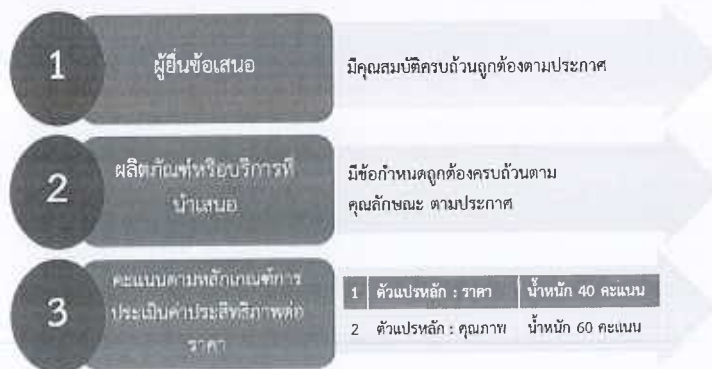 1
ผู้ยื่นข้อเสนอ
มีคุณสมบัติครบถ้วนถูกต้องตามประกาศ
2
ผลิตภัณฑ์หรือบริการที่
นำเสนอ
มีข้อกำหนดถูกต้องครบถ้วนตาม
คุณลักษณะ ตามประกาศ
3
คะแนนตามหลักเกณฑ์การ
ประเมินค่าประสิทธิภาพต่อ
ราคา
1 ตัวแปรหลัก : ราคา น้ำหนัก 40 คะแนน
2 ตัวแปรหลัก : คุณภาพ น้ำหนัก 60 คะแนน